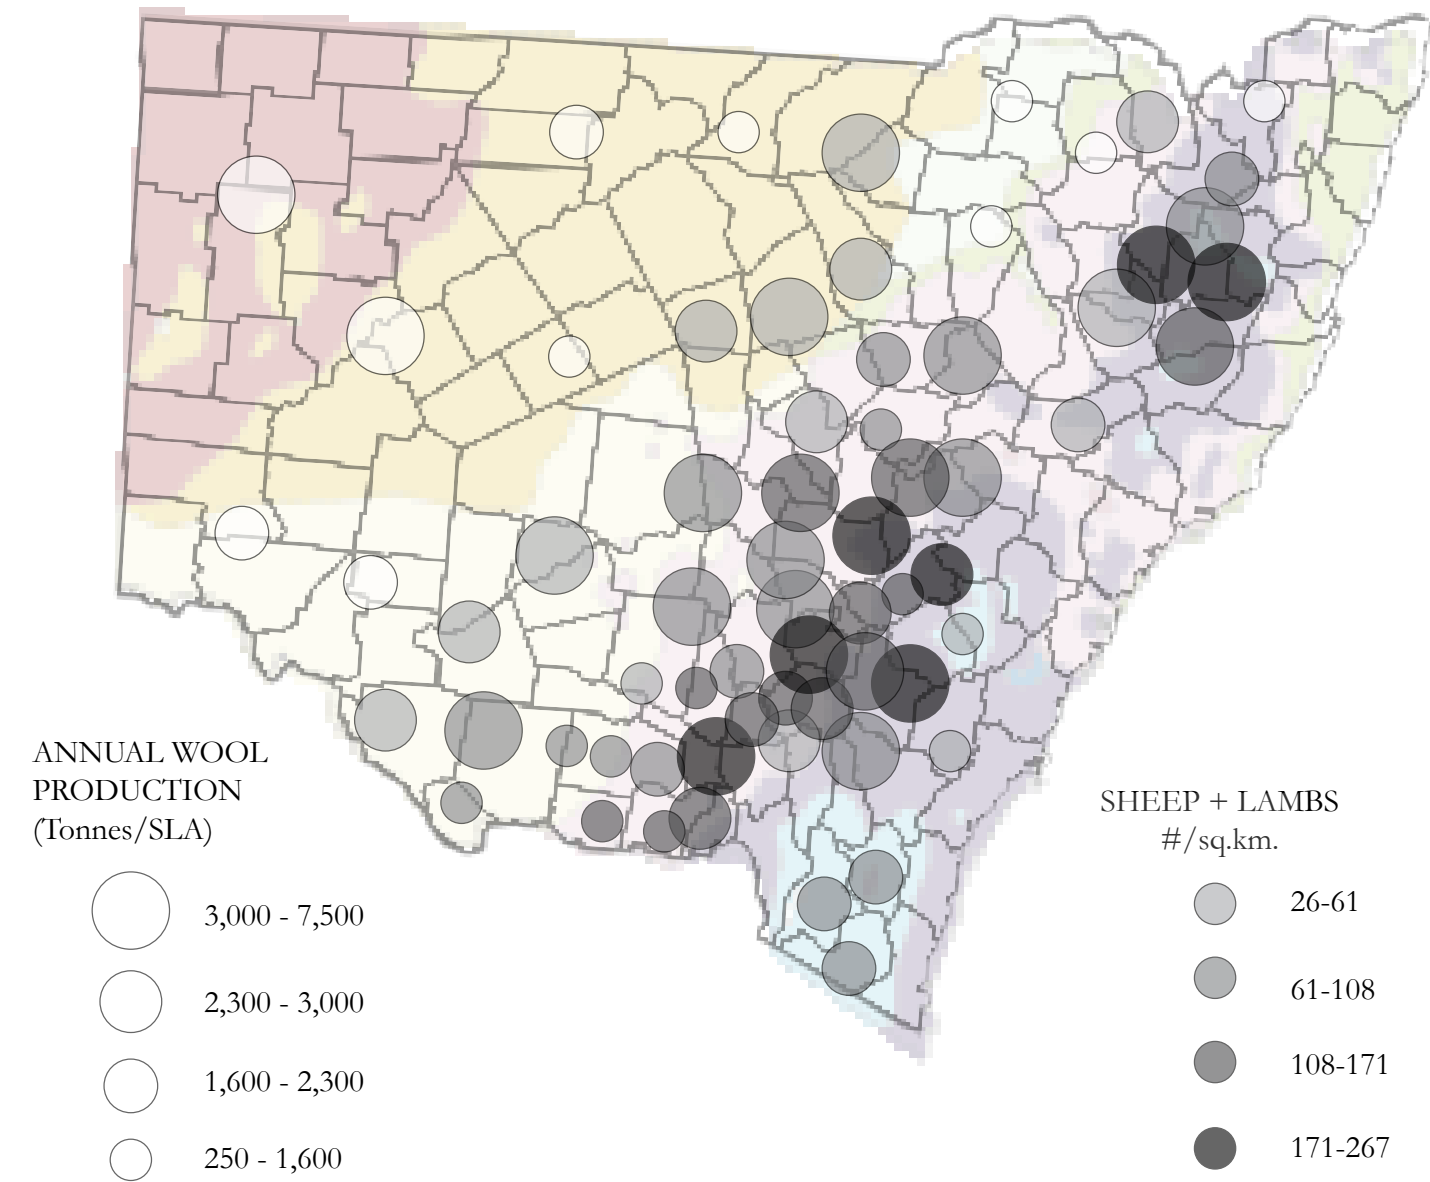 ANNUAL WOOL
PRODUCTION
(Tonnes/SLA)
3,000 - 7,500
2,300 - 3,000
1,600 - 2,300
250 - 1,600
SHEEP + LAMBS
#/sq.km.
26-61
61-108
108-171
171-267